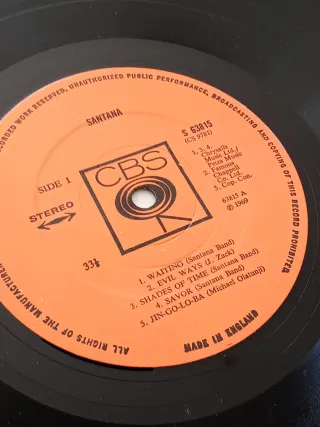 RECORDED WORK RESERVED, UNAUTHORIZED PUBLIC PERFORMANCE, BROADCASTING AND COPYING OF THIS RECORD PROHIBITED
SANTANA
S 63815
(CS 9781)
SIDE 1
STEREO
CBS
1, 3, 4.
Chrysalis
Music Ltd./
Petra Music
2. Famous
Chappell
Co. Ltd.
5. Cop. Con.
63815 A
℗ 1969
33⅓
1. WAITING (Santana Band)
2. EVIL WAYS (J. Zack)
3. SHADES OF TIME (Santana Band)
4. SAVOR (Santana Band)
5. JIN-GO-LO-BA (Michael Olatunji)
ALL RIGHTS OF THE MANUFACTURER
MADE IN ENGLAND